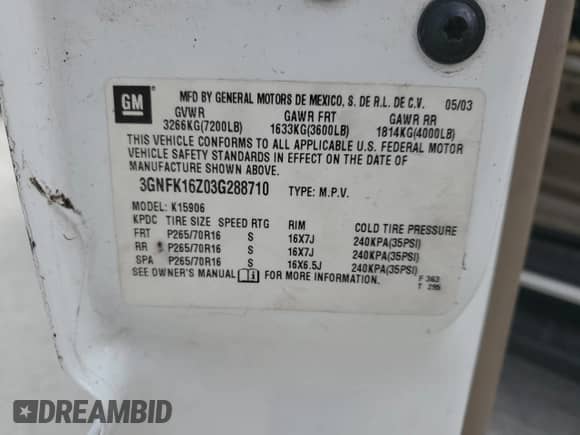 GM
MFD BY GENERAL MOTORS DE MEXICO, S. DE R.L. DE C.V. 05/03
GVWR GAWR FRT GAWR RR
3266KG(7200LB) 1633KG(3600LB) 1814KG(4000LB)
THIS VEHICLE CONFORMS TO ALL APPLICABLE U.S. FEDERAL MOTOR
VEHICLE SAFETY STANDARDS IN EFFECT ON THE DATE OF
MANUFACTURE SHOWN ABOVE.
3GNFK16Z03G288710 TYPE: M.P.V.
MODEL: K15906
KPDC TIRE SIZE SPEED RTG RIM COLD TIRE PRESSURE
FRT P265/70R16 S 16X7J 240KPA(35PSI)
RR P265/70R16 S 16X7J 240KPA(35PSI)
SPA P265/70R16 S 16X6.5J 240KPA(35PSI)
SEE OWNER'S MANUAL FOR MORE INFORMATION.
F 363
T 295
DREAMBID